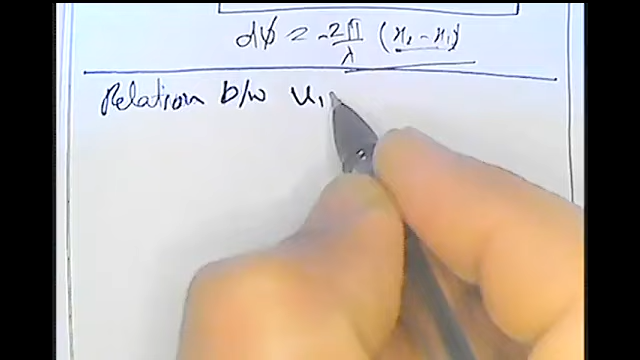 dφ = -2π/λ (x₂ - x₁)
Relation b/w u₁